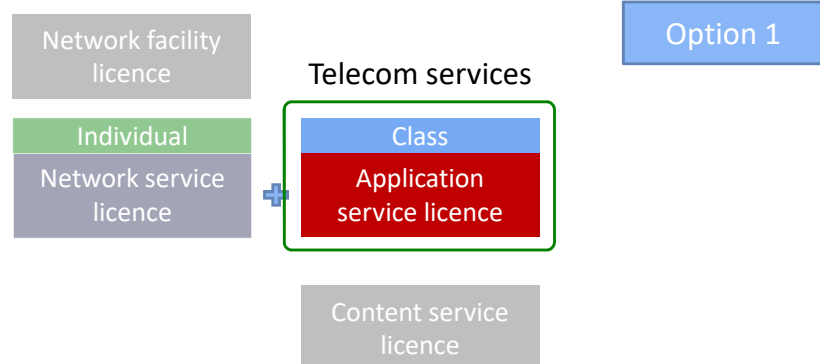 Option 1
Network facility
licence
Telecom services
Individual
Network service
licence
Class
Application
service licence
Content service
licence